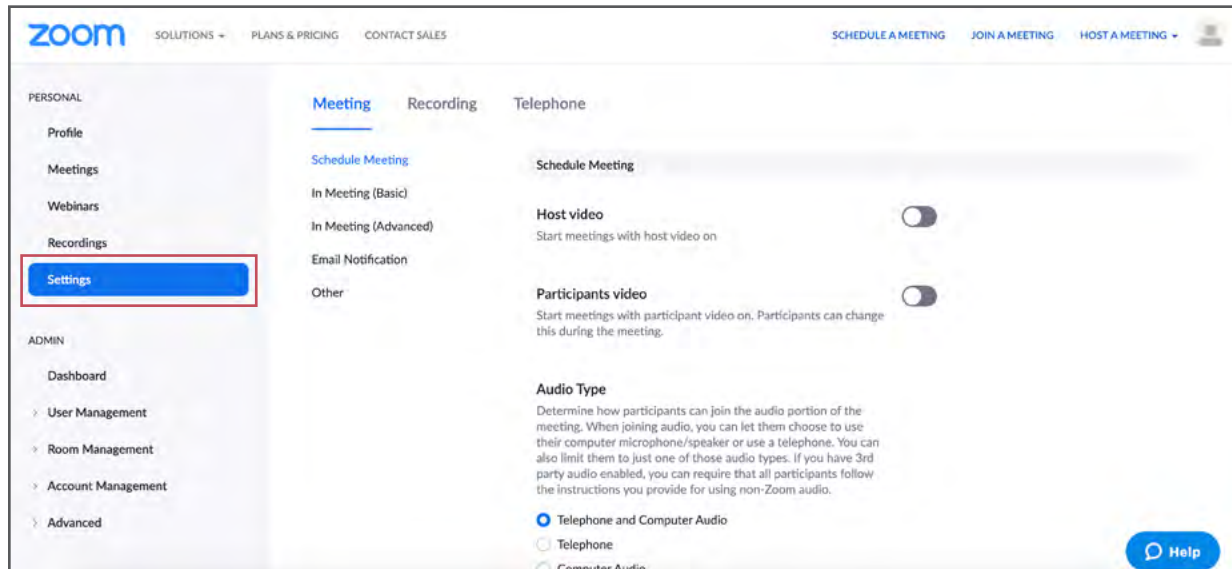 zoom SOLUTIONS PLANS & PRICING CONTACT SALES SCHEDULE A MEETING JOIN A MEETING HOST A MEETING
PERSONAL
Profile
Meetings
Webinars
Recordings
Settings
ADMIN
Dashboard
User Management
Room Management
Account Management
Advanced
Meeting Recording Telephone
Schedule Meeting
In Meeting (Basic)
In Meeting (Advanced)
Email Notification
Other
Schedule Meeting
Host video
Start meetings with host video on
Participants video
Start meetings with participant video on. Participants can change
this during the meeting.
Audio Type
Determine how participants can join the audio portion of the
meeting. When joining audio, you can let them choose to use
their computer microphone/speaker or use a telephone. You can
also limit them to just one of those audio types. If you have 3rd
party audio enabled, you can require that all participants follow
the instructions you provide for using non-Zoom audio.
Telephone and Computer Audio
Telephone
Computer Audio
Help